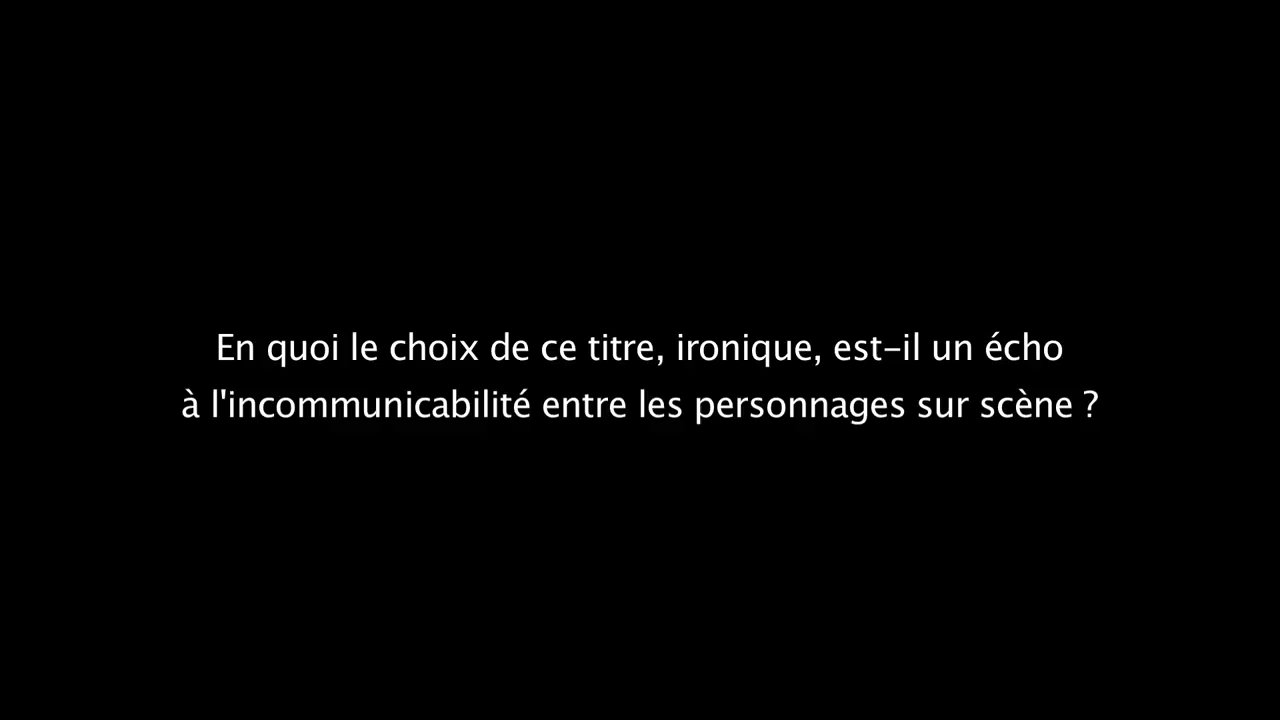 En quoi le choix de ce titre, ironique, est-il un écho
à l'incommunicabilité entre les personnages sur scène ?